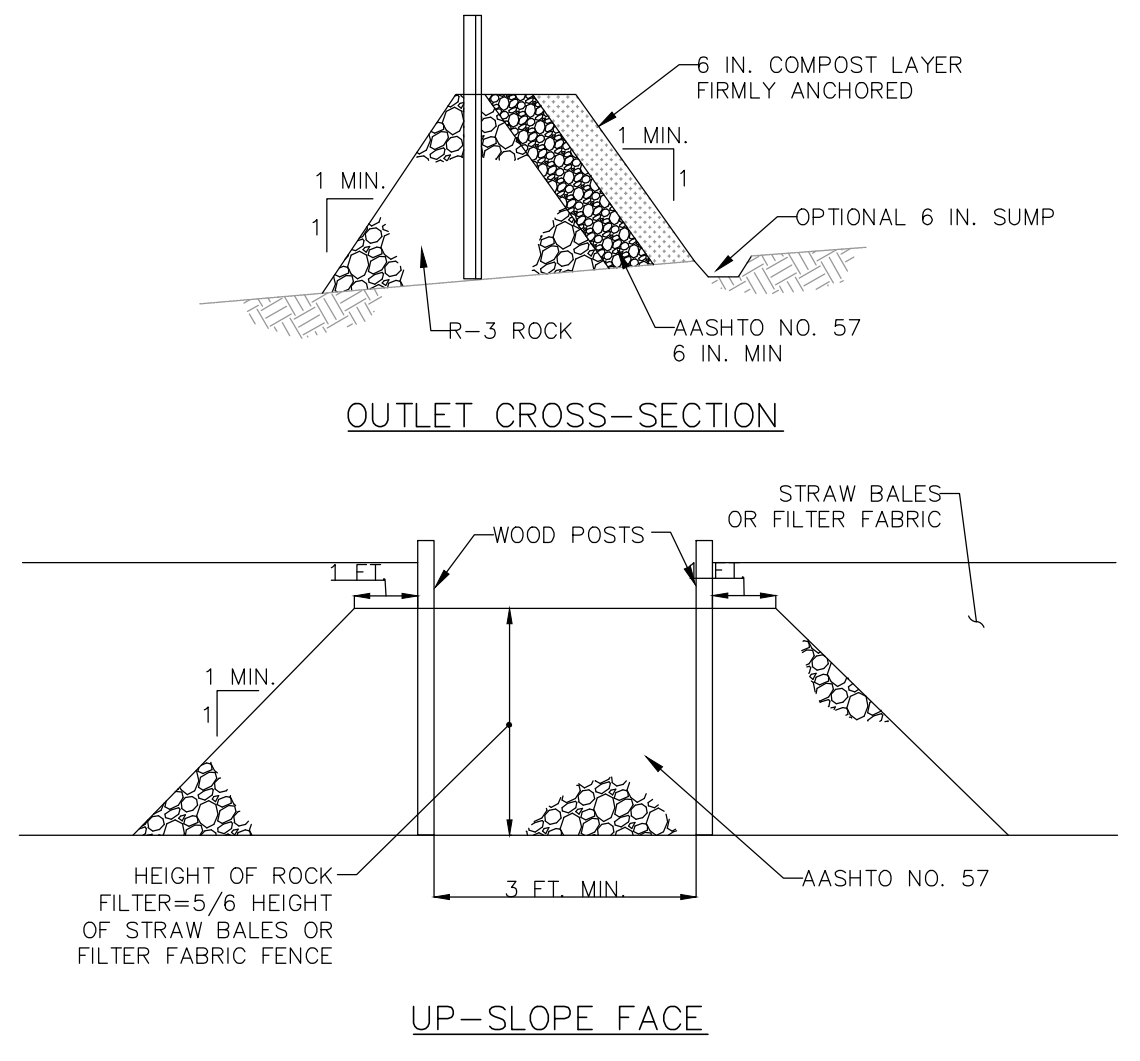 6 IN. COMPOST LAYER
FIRMLY ANCHORED
1 MIN.
1
1 MIN.
1
OPTIONAL 6 IN. SUMP
R-3 ROCK
AASHTO NO. 57
6 IN. MIN
OUTLET CROSS-SECTION
STRAW BALES
OR FILTER FABRIC
WOOD POSTS
1 FT.
1 FT.
1 MIN.
1
HEIGHT OF ROCK
FILTER=5/6 HEIGHT
OF STRAW BALES OR
FILTER FABRIC FENCE
3 FT. MIN.
AASHTO NO. 57
UP-SLOPE FACE